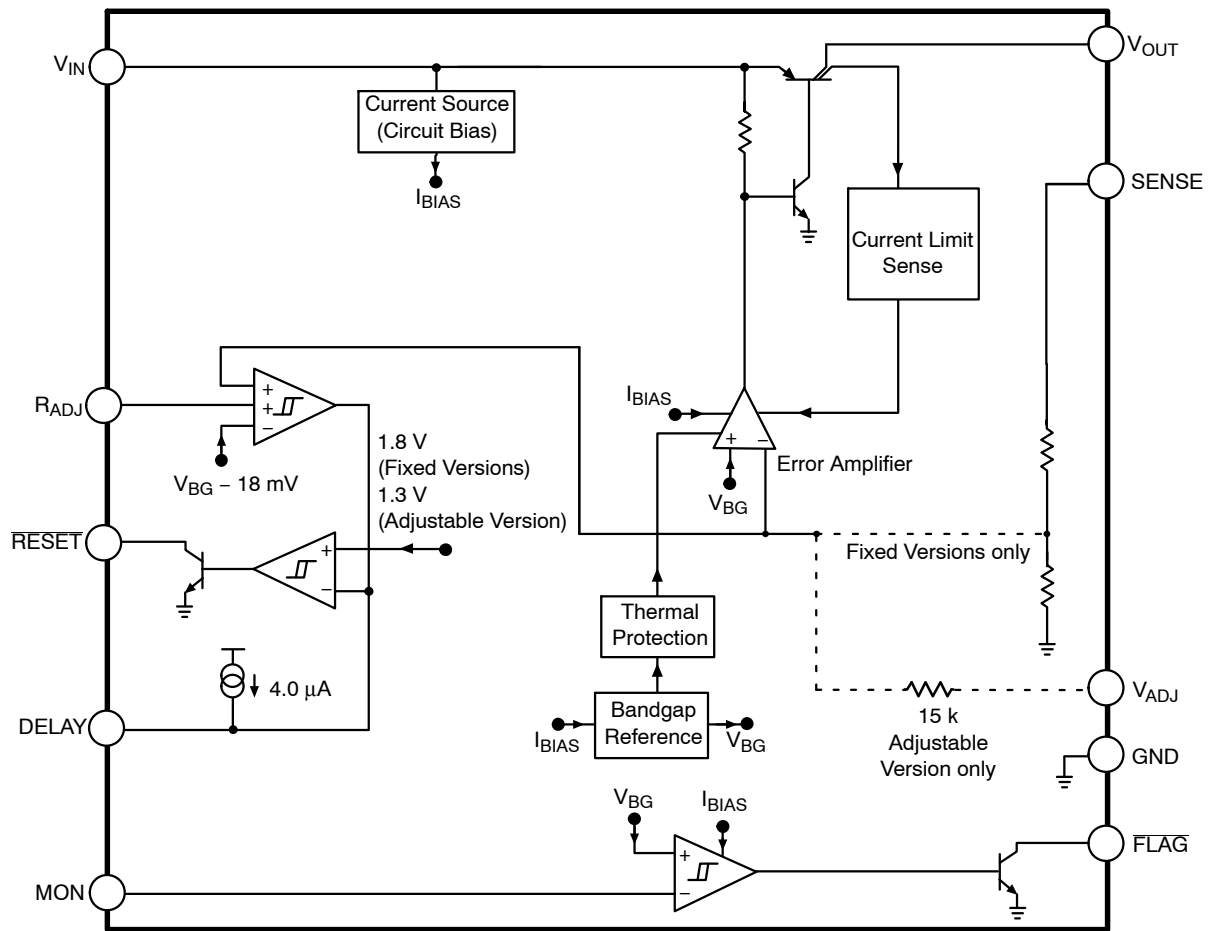 VIN
VOUT
Current Source
(Circuit Bias)
IBIAS
SENSE
Current Limit
Sense
RADJ
+
+
−
VBG − 18 mV
1.8 V
(Fixed Versions)
1.3 V
(Adjustable Version)
IBIAS
+ −
Error Amplifier
VBG
RESET
+
−
Fixed Versions only
Thermal
Protection
4.0 μA
DELAY
IBIAS
Bandgap
Reference
VBG
15 k
Adjustable
Version only
VADJ
GND
VBG
IBIAS
+
−
FLAG
MON